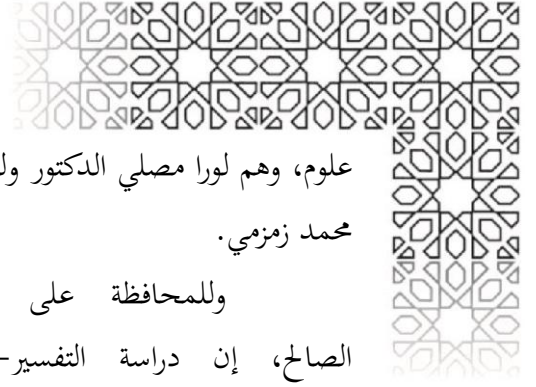 علوم، وهم لورا مصلي الدكتور ول
محمد زمزمي.
وللمحافظة على
الصالح، إن دراسة التفسير-